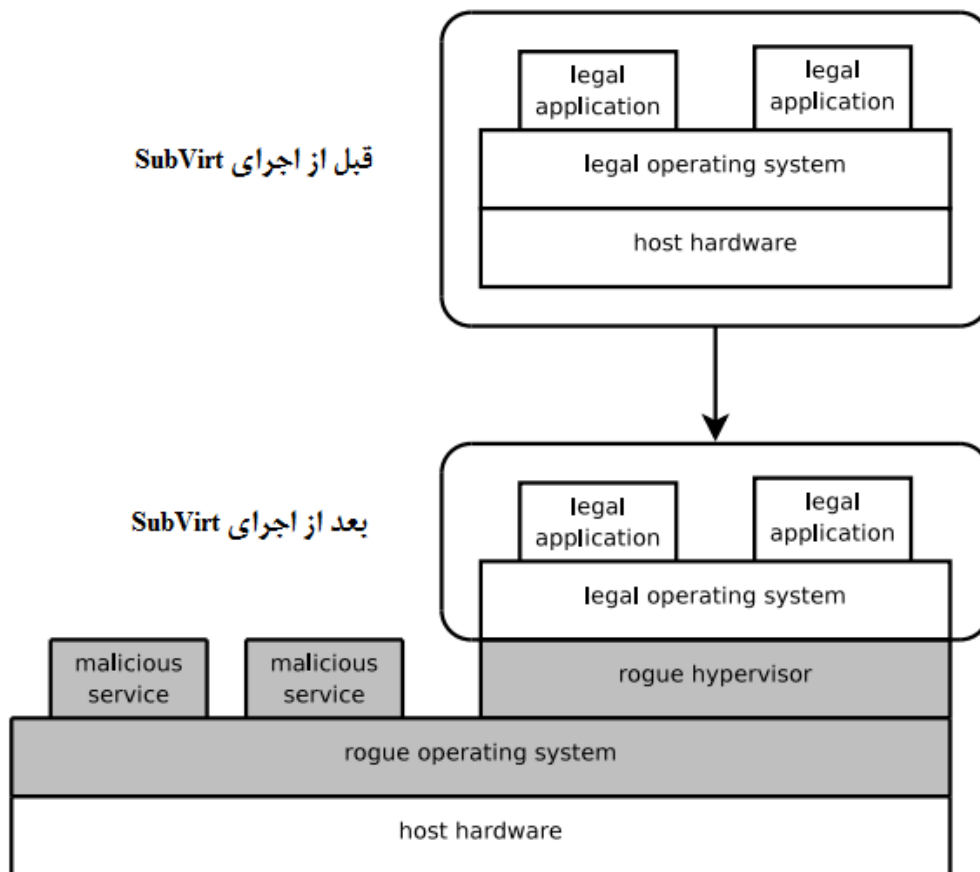 legal
application
legal
application
قبل از اجرای SubVirt
legal operating system
host hardware
legal
application
legal
application
بعد از اجرای SubVirt
legal operating system
malicious
service
malicious
service
rogue hypervisor
rogue operating system
host hardware